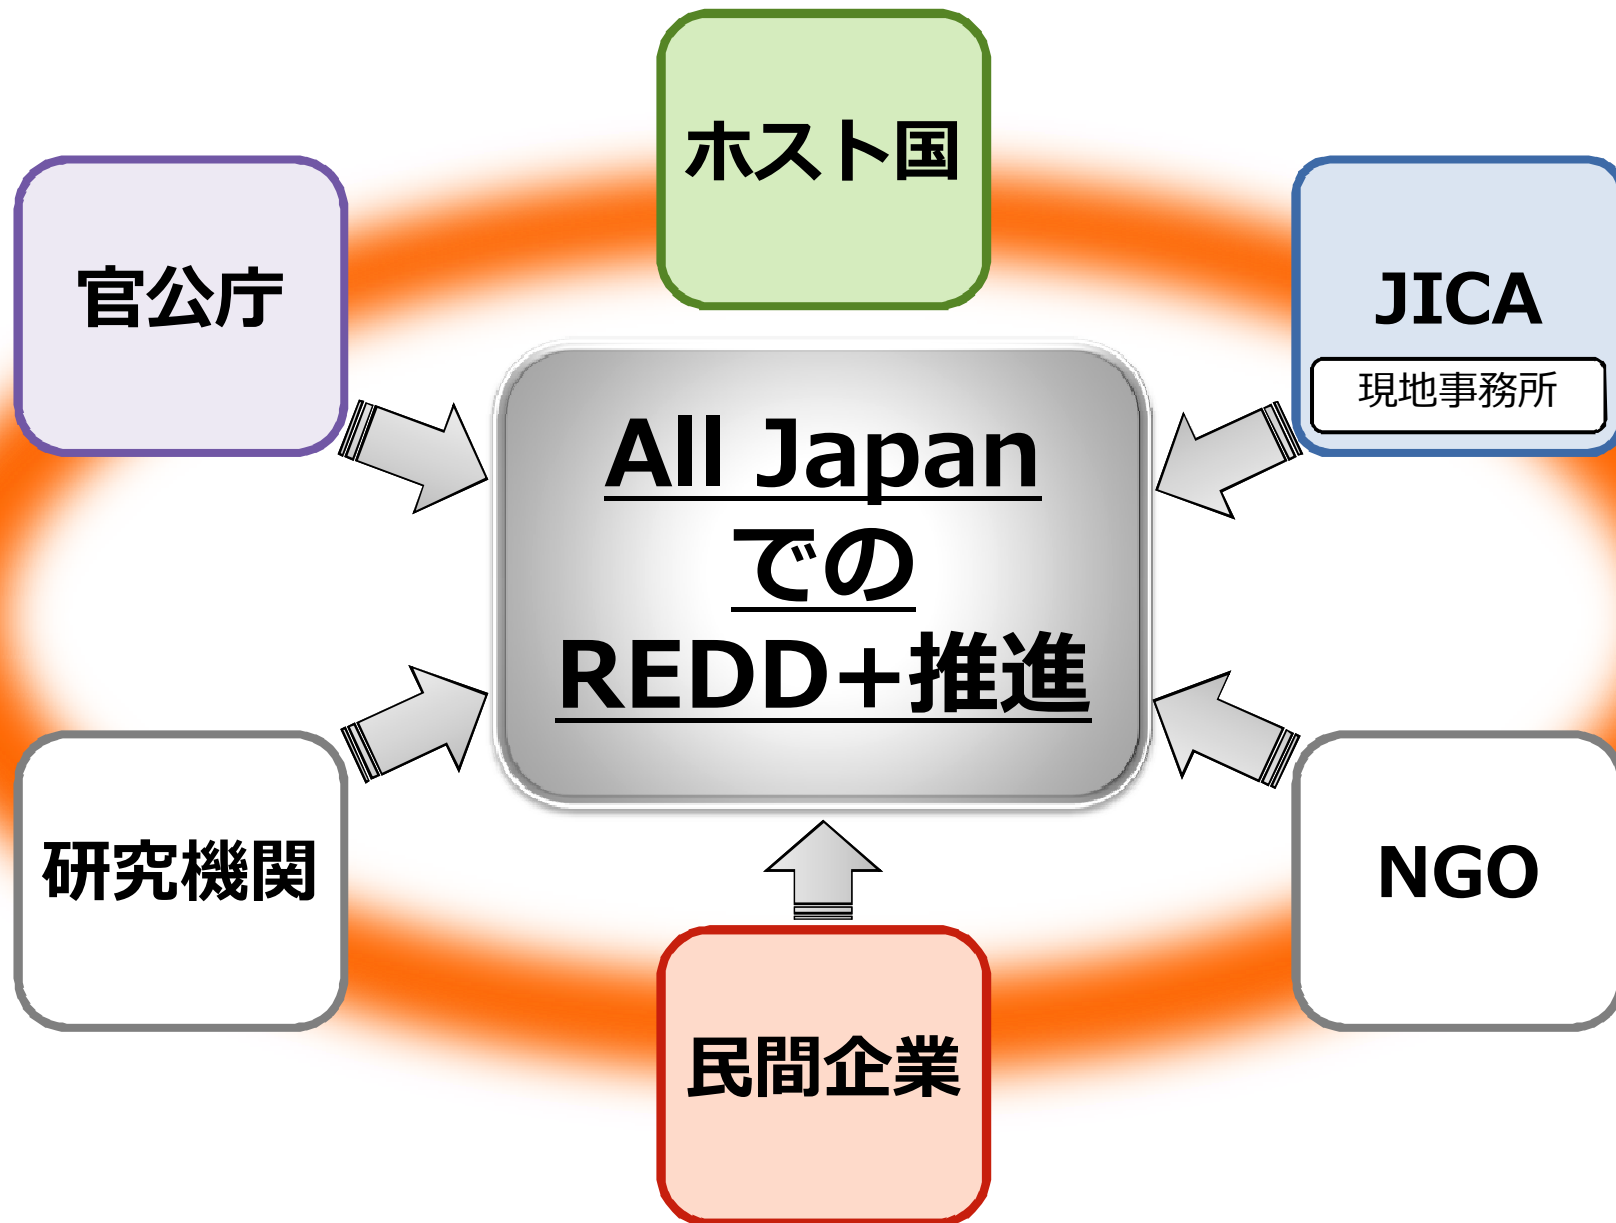 ホスト国
官公庁
JICA
現地事務所
All Japan
での
REDD+推進
研究機関
NGO
民間企業